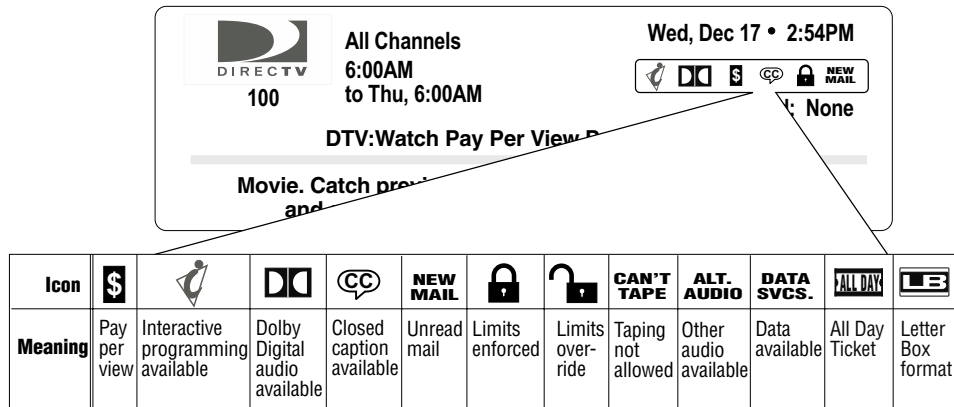 DIRECTV
100
All Channels
6:00AM
to Thu, 6:00AM
Wed, Dec 17 • 2:54PM
$ CC NEW MAIL
: None
DTV:Watch Pay Per View
Movie. Catch
and
Icon $ i DD CC NEW MAIL CAN'T TAPE ALT. AUDIO DATA SVCS. ALL DAY LB
Meaning
Pay per view
Interactive programming available
Dolby Digital audio available
Closed caption available
Unread mail
Limits enforced
Limits over-ride
Taping not allowed
Other audio available
Data available
All Day Ticket
Letter Box format